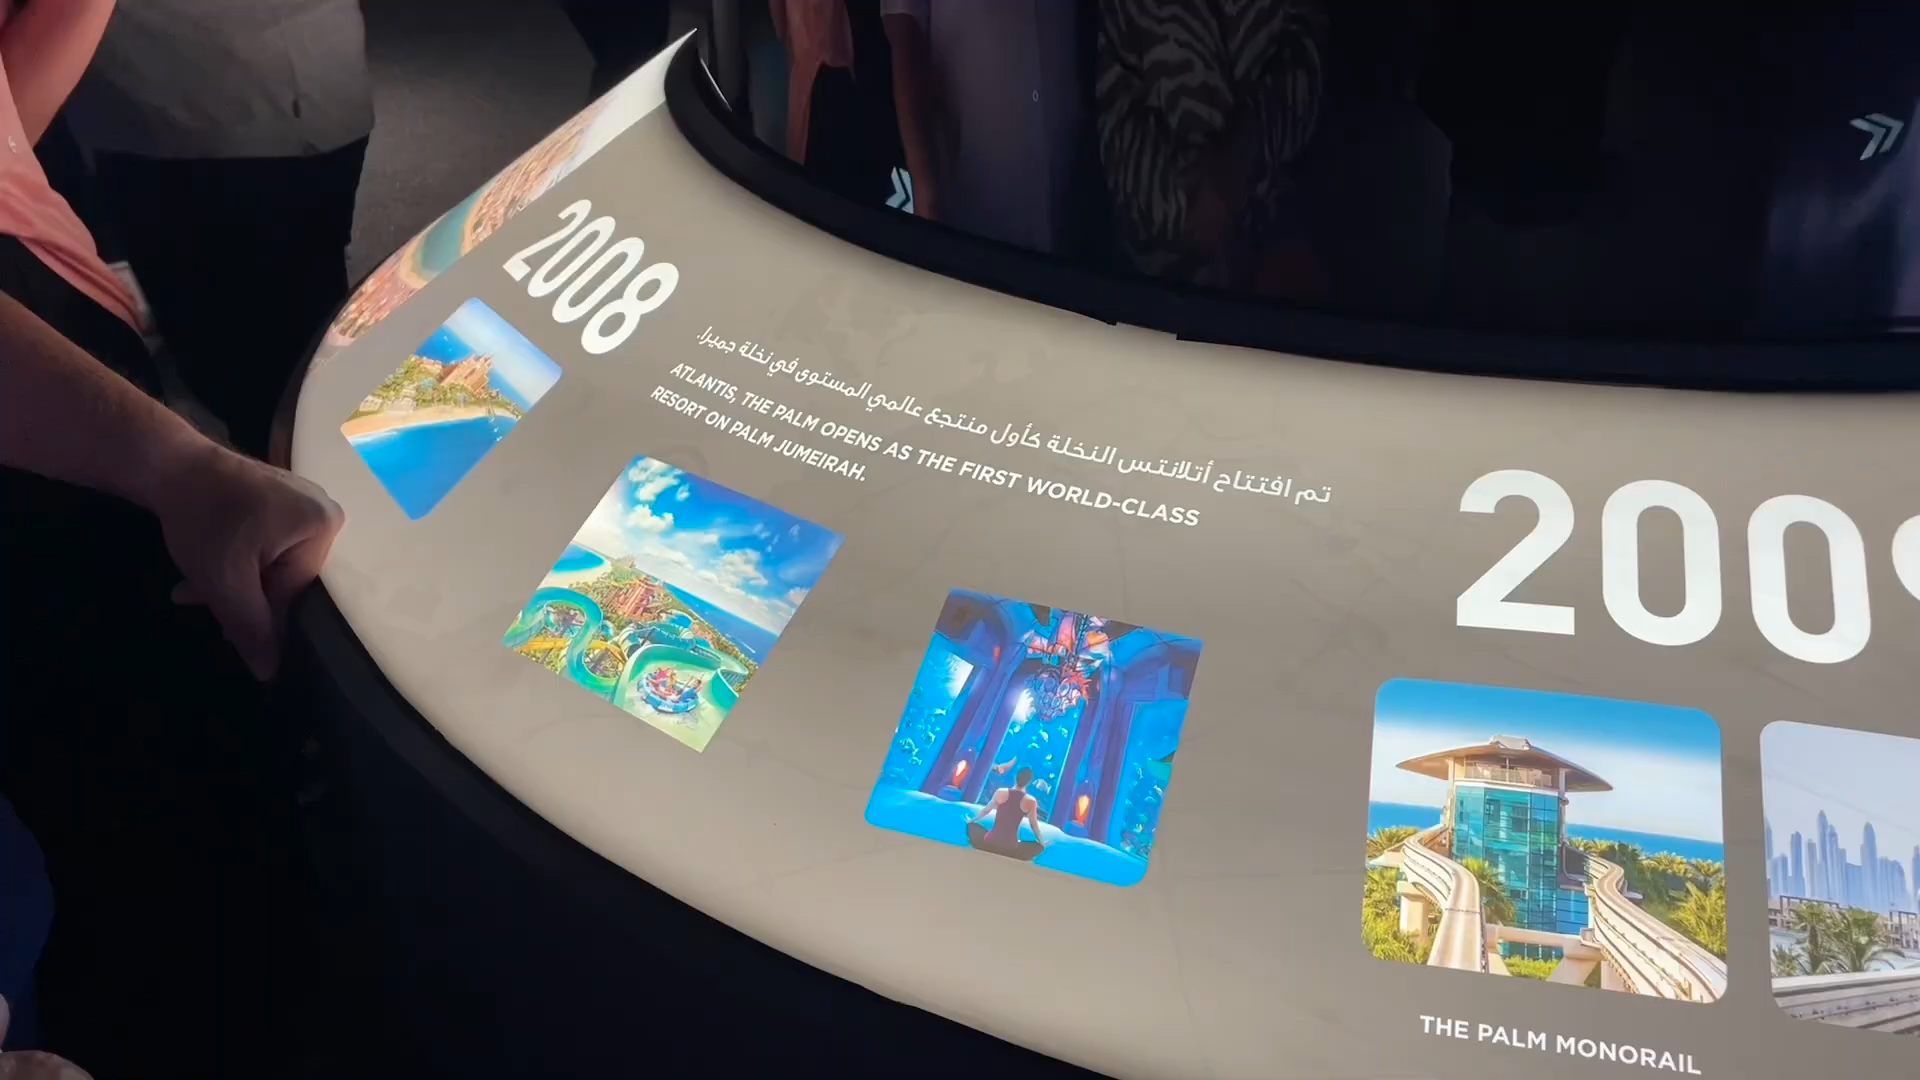 2008
تم افتتاح أتلانتس النخلة كأول منتجع عالمي المستوى في نخلة جميرا.
ATLANTIS, THE PALM OPENS AS THE FIRST WORLD-CLASS
RESORT ON PALM JUMEIRAH.
2009
THE PALM MONORAIL